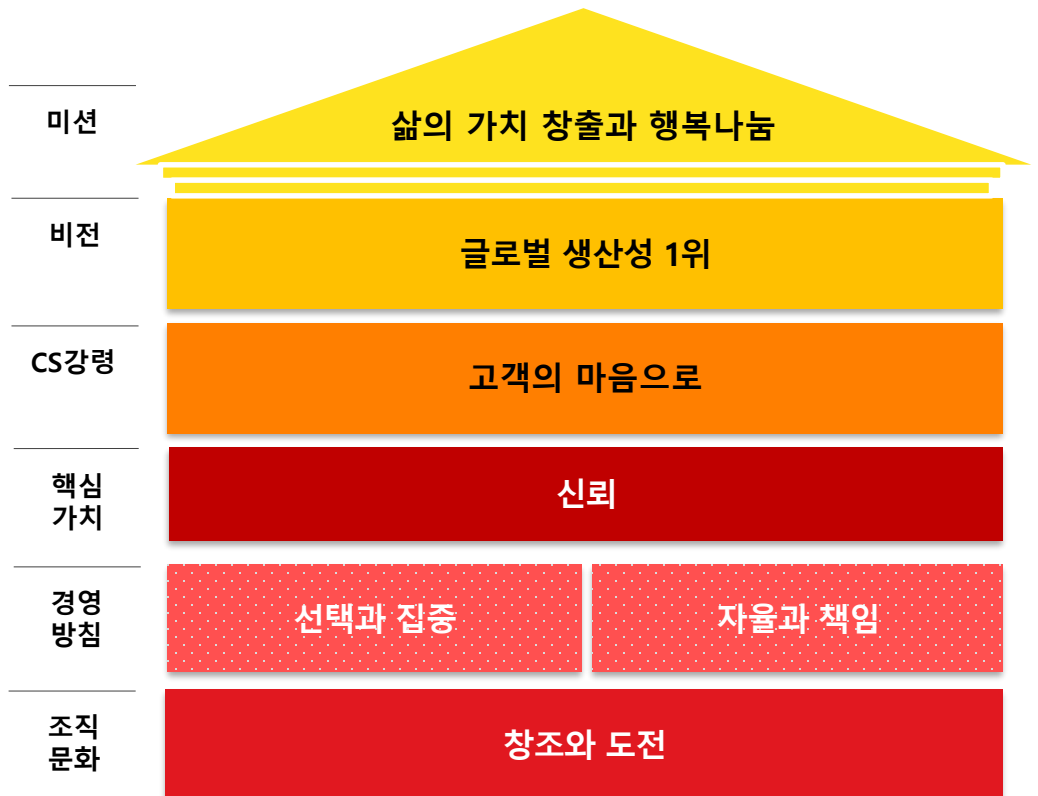 미션
삶의 가치 창출과 행복나눔
비전
글로벌 생산성 1위
CS강령
고객의 마음으로
핵심
가치
신뢰
경영
방침
선택과 집중
자율과 책임
조직
문화
창조와 도전